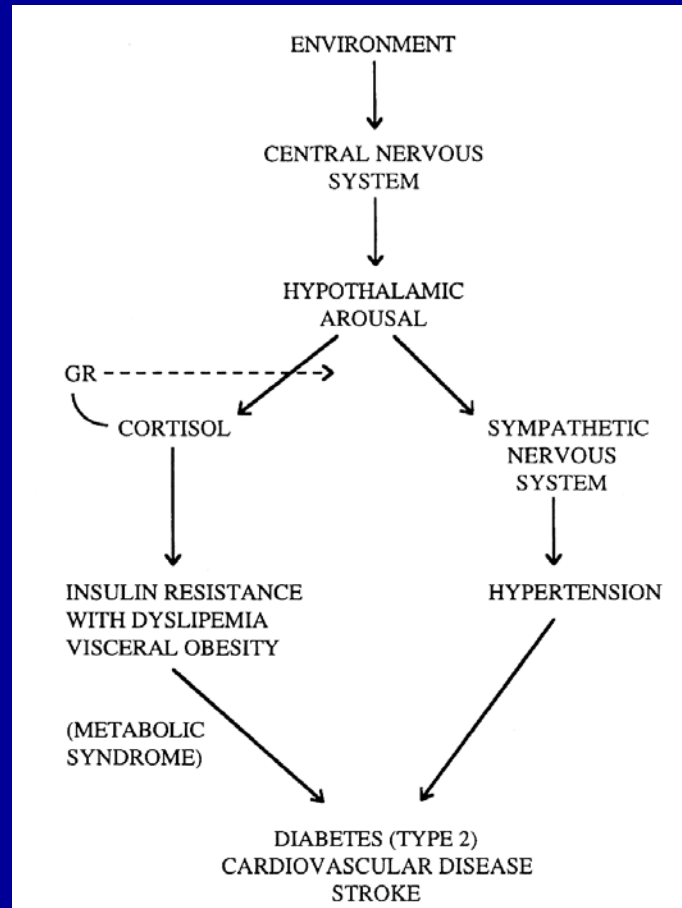 ENVIRONMENT
CENTRAL NERVOUS
SYSTEM
HYPOTHALAMIC
AROUSAL
GR
CORTISOL
SYMPATHETIC
NERVOUS
SYSTEM
INSULIN RESISTANCE
WITH DYSLIPEMIA
VISCERAL OBESITY
HYPERTENSION
(METABOLIC
SYNDROME)
DIABETES (TYPE 2)
CARDIOVASCULAR DISEASE
STROKE